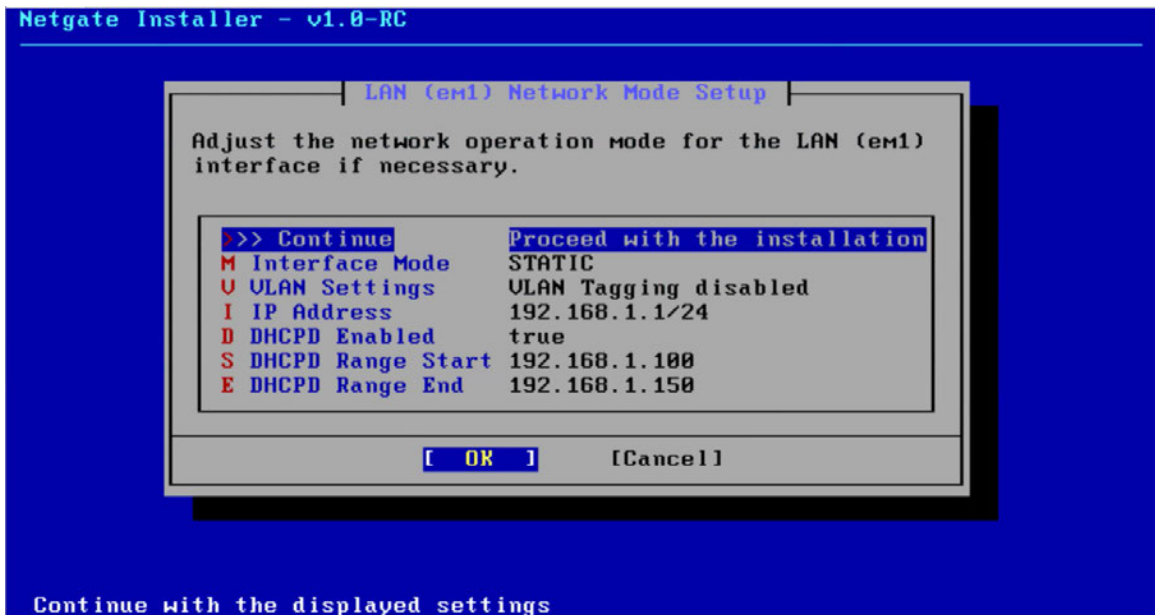 Netgate Installer - v1.0-RC
LAN (em1) Network Mode Setup
Adjust the network operation mode for the LAN (em1)
interface if necessary.
>>> Continue Proceed with the installation
M Interface Mode STATIC
V VLAN Settings VLAN Tagging disabled
I IP Address 192.168.1.1/24
D DHCPD Enabled true
S DHCPD Range Start 192.168.1.100
E DHCPD Range End 192.168.1.150
[ OK ] [Cancel]
Continue with the displayed settings